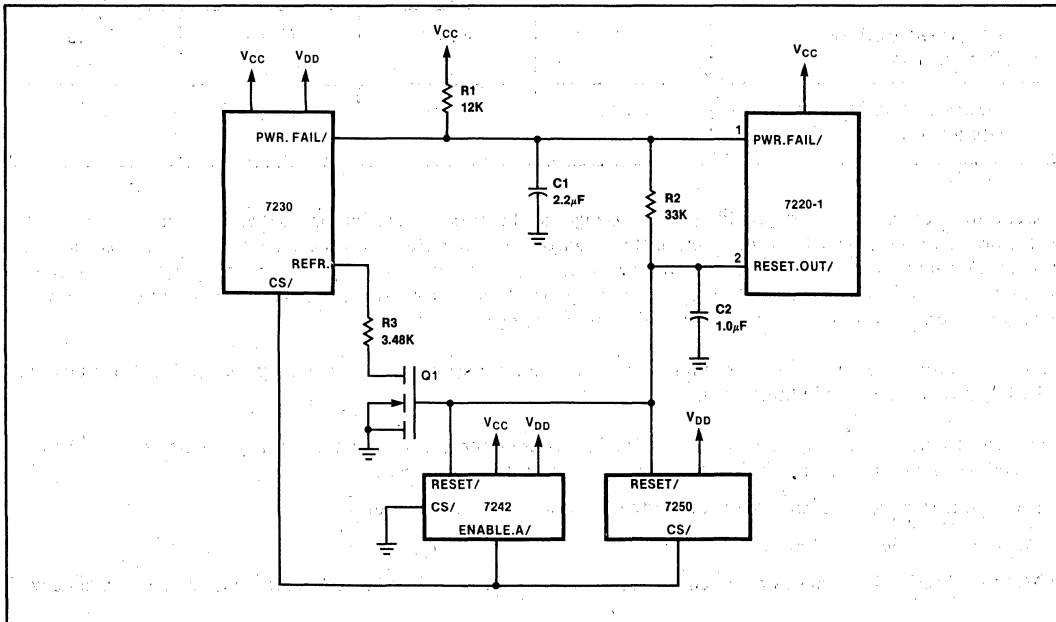 VCC
VDD
VCC
R1
12K
VCC
PWR. FAIL/
7230
REFR.
CS/
C1
2.2µF
R2
33K
1
PWR.FAIL/
7220-1
2
RESET.OUT/
R3
3.48K
C2
1.0µF
Q1
VCC
VDD
VDD
RESET/
CS/
7242
ENABLE.A/
RESET/
7250
CS/